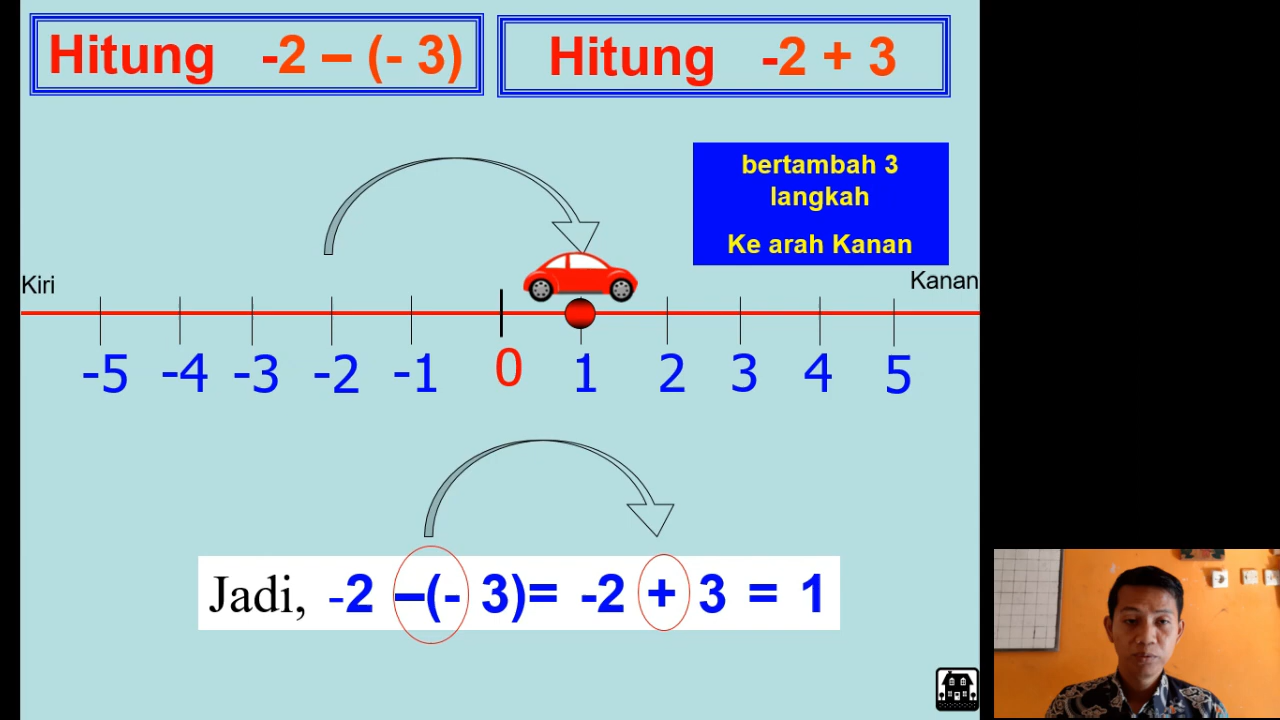 Hitung -2 – (- 3)
Hitung -2 + 3
bertambah 3
langkah
Ke arah Kanan
Kiri
Kanan
-5 -4 -3 -2 -1 0 1 2 3 4 5
Jadi, -2 –(- 3)= -2 + 3 = 1